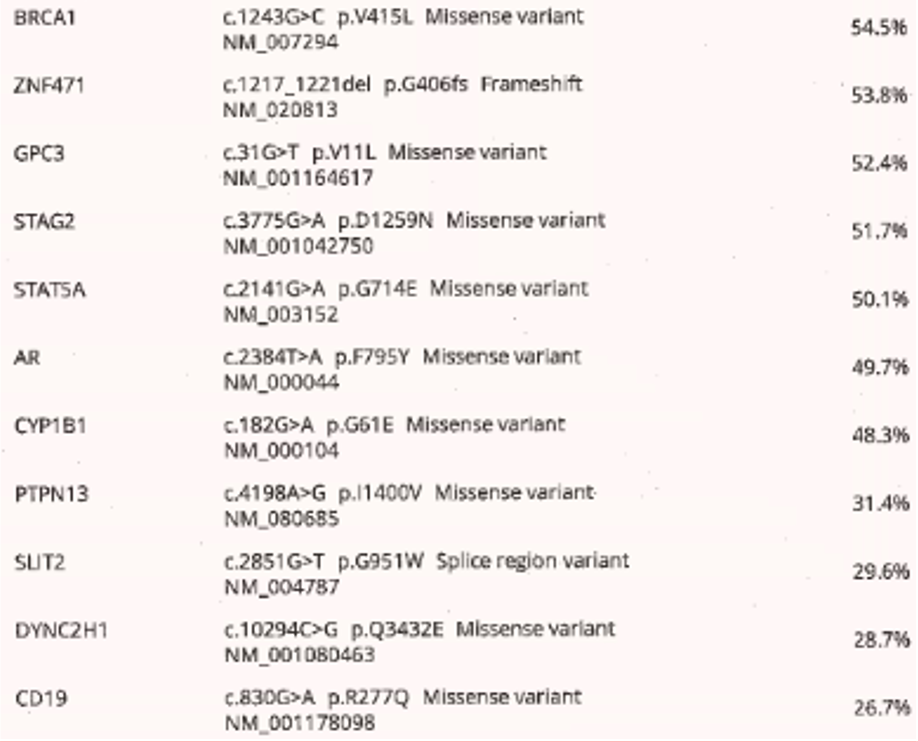 BRCA1 c.1243G>C p.V415L Missense variant 54.5%
NM_007294
ZNF471 c.1217_1221del p.G406fs Frameshift 53.8%
NM_020813
GPC3 c.31G>T p.V11L Missense variant 52.4%
NM_001164617
STAG2 c.3775G>A p.D1259N Missense variant 51.7%
NM_001042750
STAT5A c.2141G>A p.G714E Missense variant 50.1%
NM_003152
AR c.2384T>A p.F795Y Missense variant 49.7%
NM_000044
CYP1B1 c.182G>A p.G61E Missense variant 48.3%
NM_000104
PTPN13 c.4198A>G p.I1400V Missense variant 31.4%
NM_080685
SLIT2 c.2851G>T p.G951W Splice region variant 29.6%
NM_004787
DYNC2H1 c.10294C>G p.Q3432E Missense variant 28.7%
NM_001080463
CD19 c.830G>A p.R277Q Missense variant 26.7%
NM_001178098